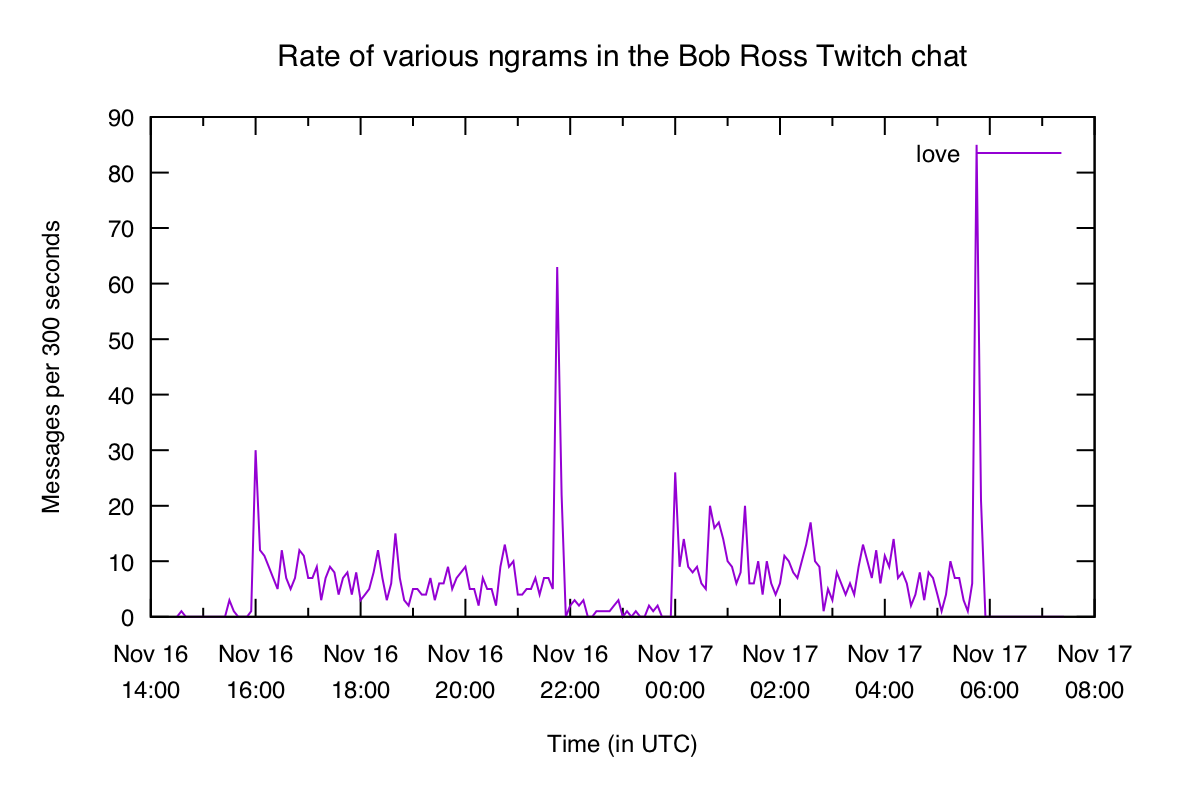 Rate of various ngrams in the Bob Ross Twitch chat
love
Messages per 300 seconds
90
80
70
60
50
40
30
20
10
0
Nov 16 Nov 16 Nov 16 Nov 16 Nov 16 Nov 17 Nov 17 Nov 17 Nov 17 Nov 17
14:00 16:00 18:00 20:00 22:00 00:00 02:00 04:00 06:00 08:00
Time (in UTC)